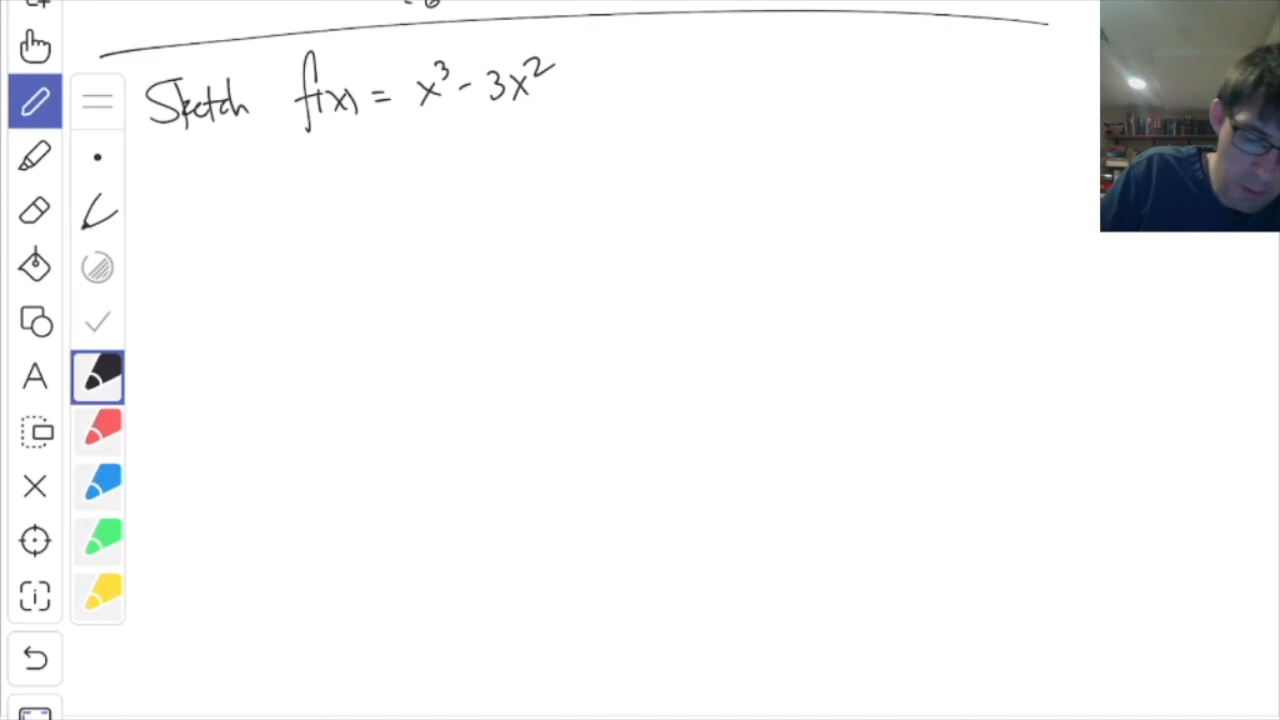 Sketch f(x) = x³ - 3x²
A